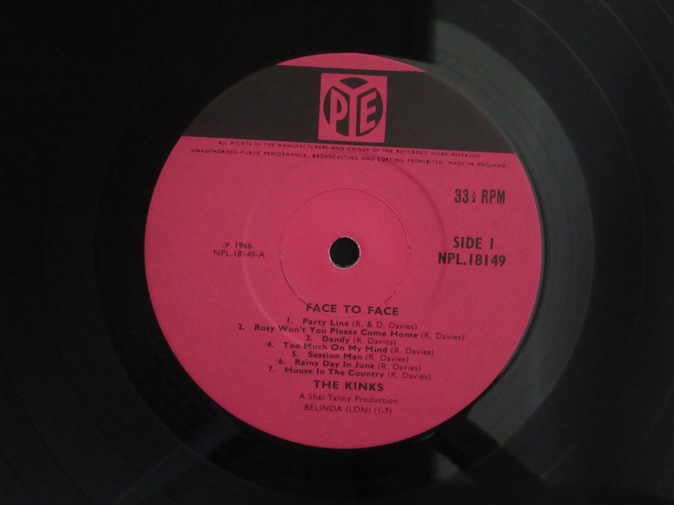 PYE
ALL RIGHTS OF THE MANUFACTURERS AND OWNER OF THE RECORDED WORK RESERVED
UNAUTHORISED PUBLIC PERFORMANCE, BROADCASTING AND COPYING PROHIBITED MADE IN ENGLAND
33⅓ RPM
℗ 1966
NPL.18149-A
SIDE 1
NPL.18149
FACE TO FACE
1. Party Line (R. & D. Davies)
2. Rosy Won't You Please Come Home (R. Davies)
3. Dandy (R. Davies)
4. Too Much On My Mind (R. Davies)
5. Session Man (R. Davies)
6. Rainy Day In June (R. Davies)
7. House In The Country (R. Davies)
THE KINKS
A Shel Talmy Production
BELINDA (LDN) (1-7)